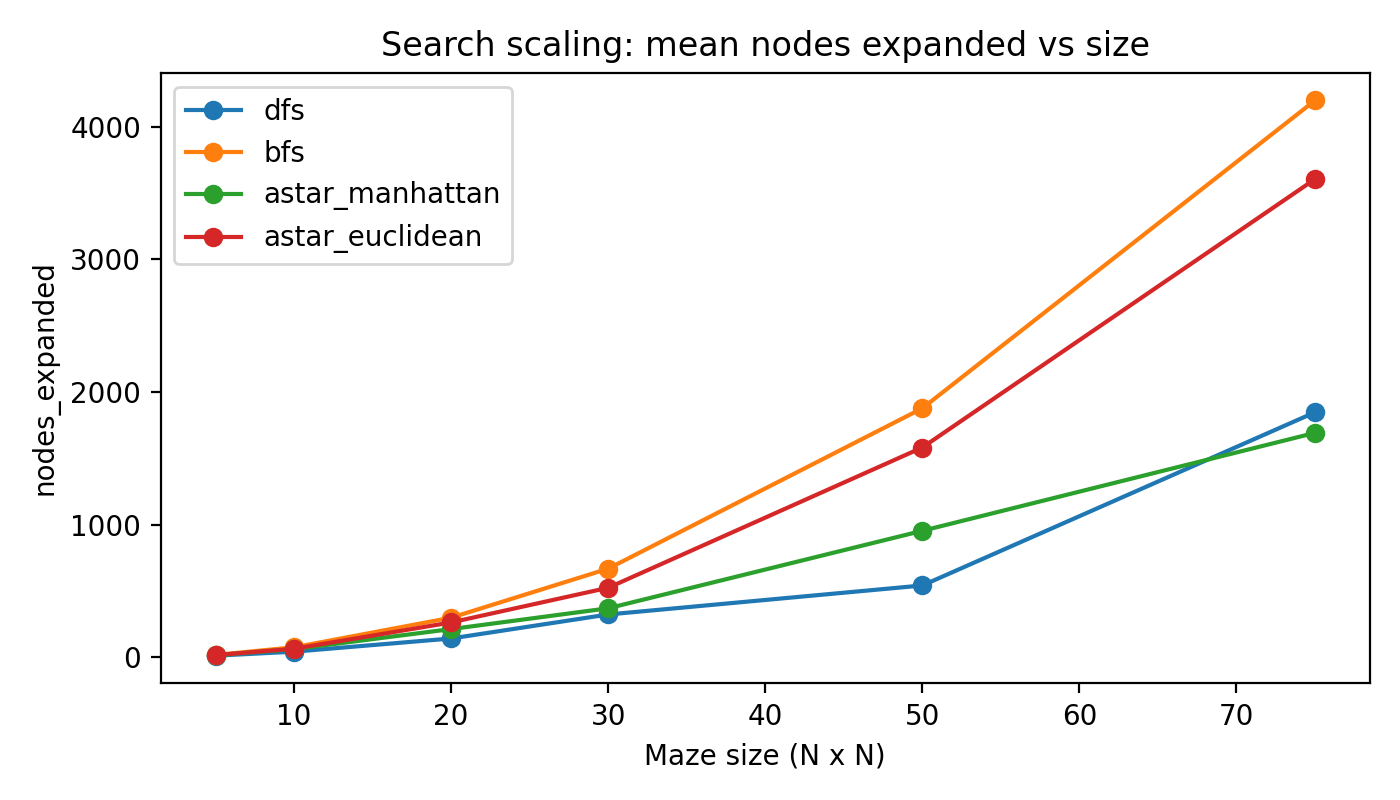 Search scaling: mean nodes expanded vs size
dfs
bfs
astar_manhattan
astar_euclidean
nodes_expanded
4000
3000
2000
1000
0
10 20 30 40 50 60 70
Maze size (N x N)